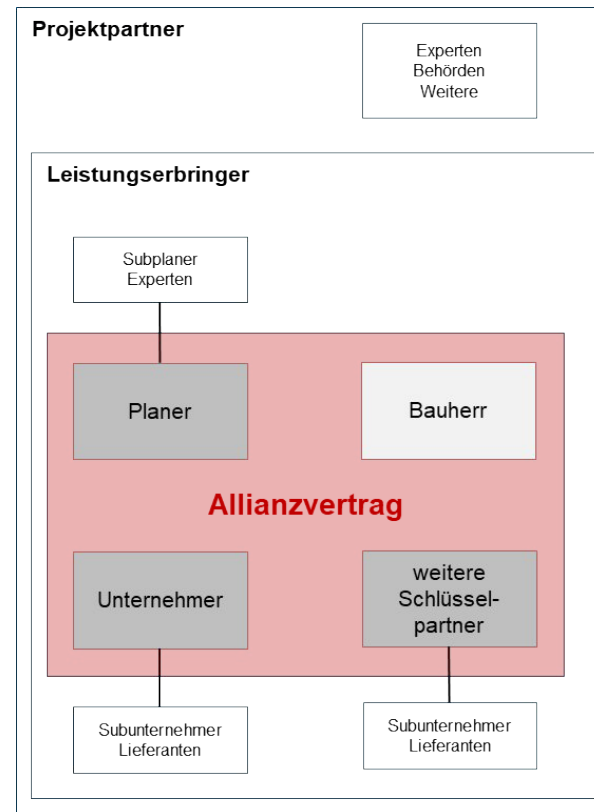 Projektpartner
Experten
Behörden
Weitere
Leistungserbringer
Subplaner
Experten
Planer
Bauherr
Allianzvertrag
Unternehmer
weitere
Schlüssel-
partner
Subunternehmer
Lieferanten
Subunternehmer
Lieferanten